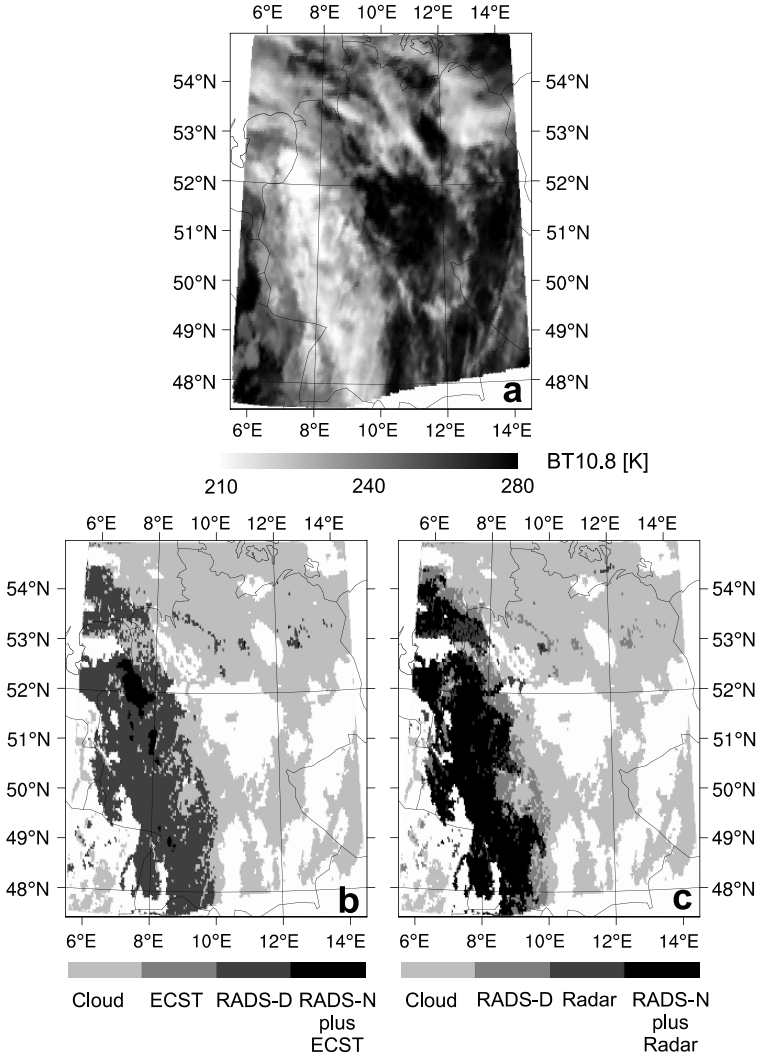 6°E 8°E 10°E 12°E 14°E
54°N 54°N
53°N 53°N
52°N 52°N
51°N 51°N
50°N 50°N
49°N 49°N
48°N 48°N
a
6°E 8°E 10°E 12°E 14°E
BT10.8 [K]
210 240 280
6°E 8°E 10°E 12°E 14°E 6°E 8°E 10°E 12°E 14°E
54°N 54°N
53°N 53°N
52°N 52°N
51°N 51°N
50°N 50°N
49°N 49°N
48°N 48°N
b c
6°E 8°E 10°E 12°E 14°E 6°E 8°E 10°E 12°E 14°E
Cloud ECST RADS-D RADS-N Cloud RADS-D Radar RADS-N
plus plus
ECST Radar